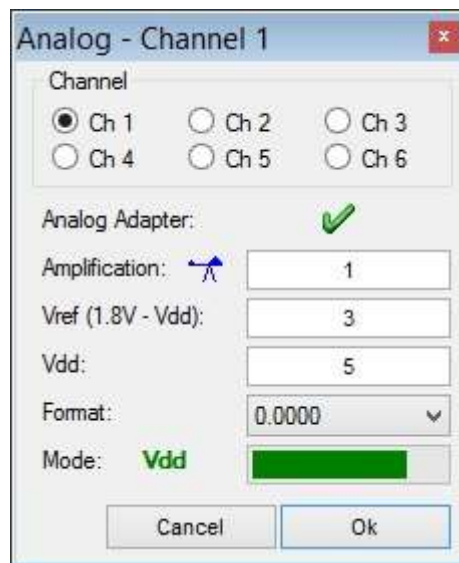 Analog - Channel 1 x
Channel
Ch 1 Ch 2 Ch 3
Ch 4 Ch 5 Ch 6
Analog Adapter:
Amplification: 1
Vref (1.8V - Vdd): 3
Vdd: 5
Format: 0.0000
Mode: Vdd
Cancel Ok